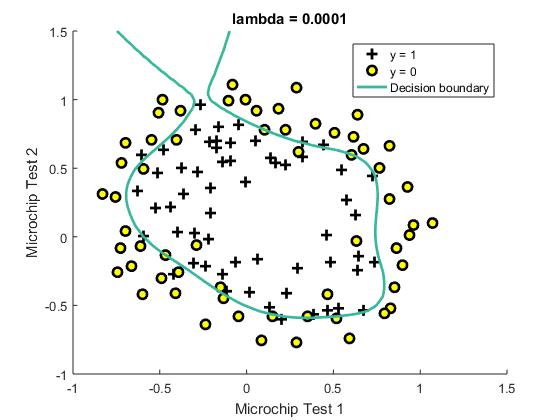 lambda = 0.0001
1.5
y = 1
y = 0
Decision boundary
1
0.5
Microchip Test 2
0
-0.5
-1
-1 -0.5 0 0.5 1 1.5
Microchip Test 1